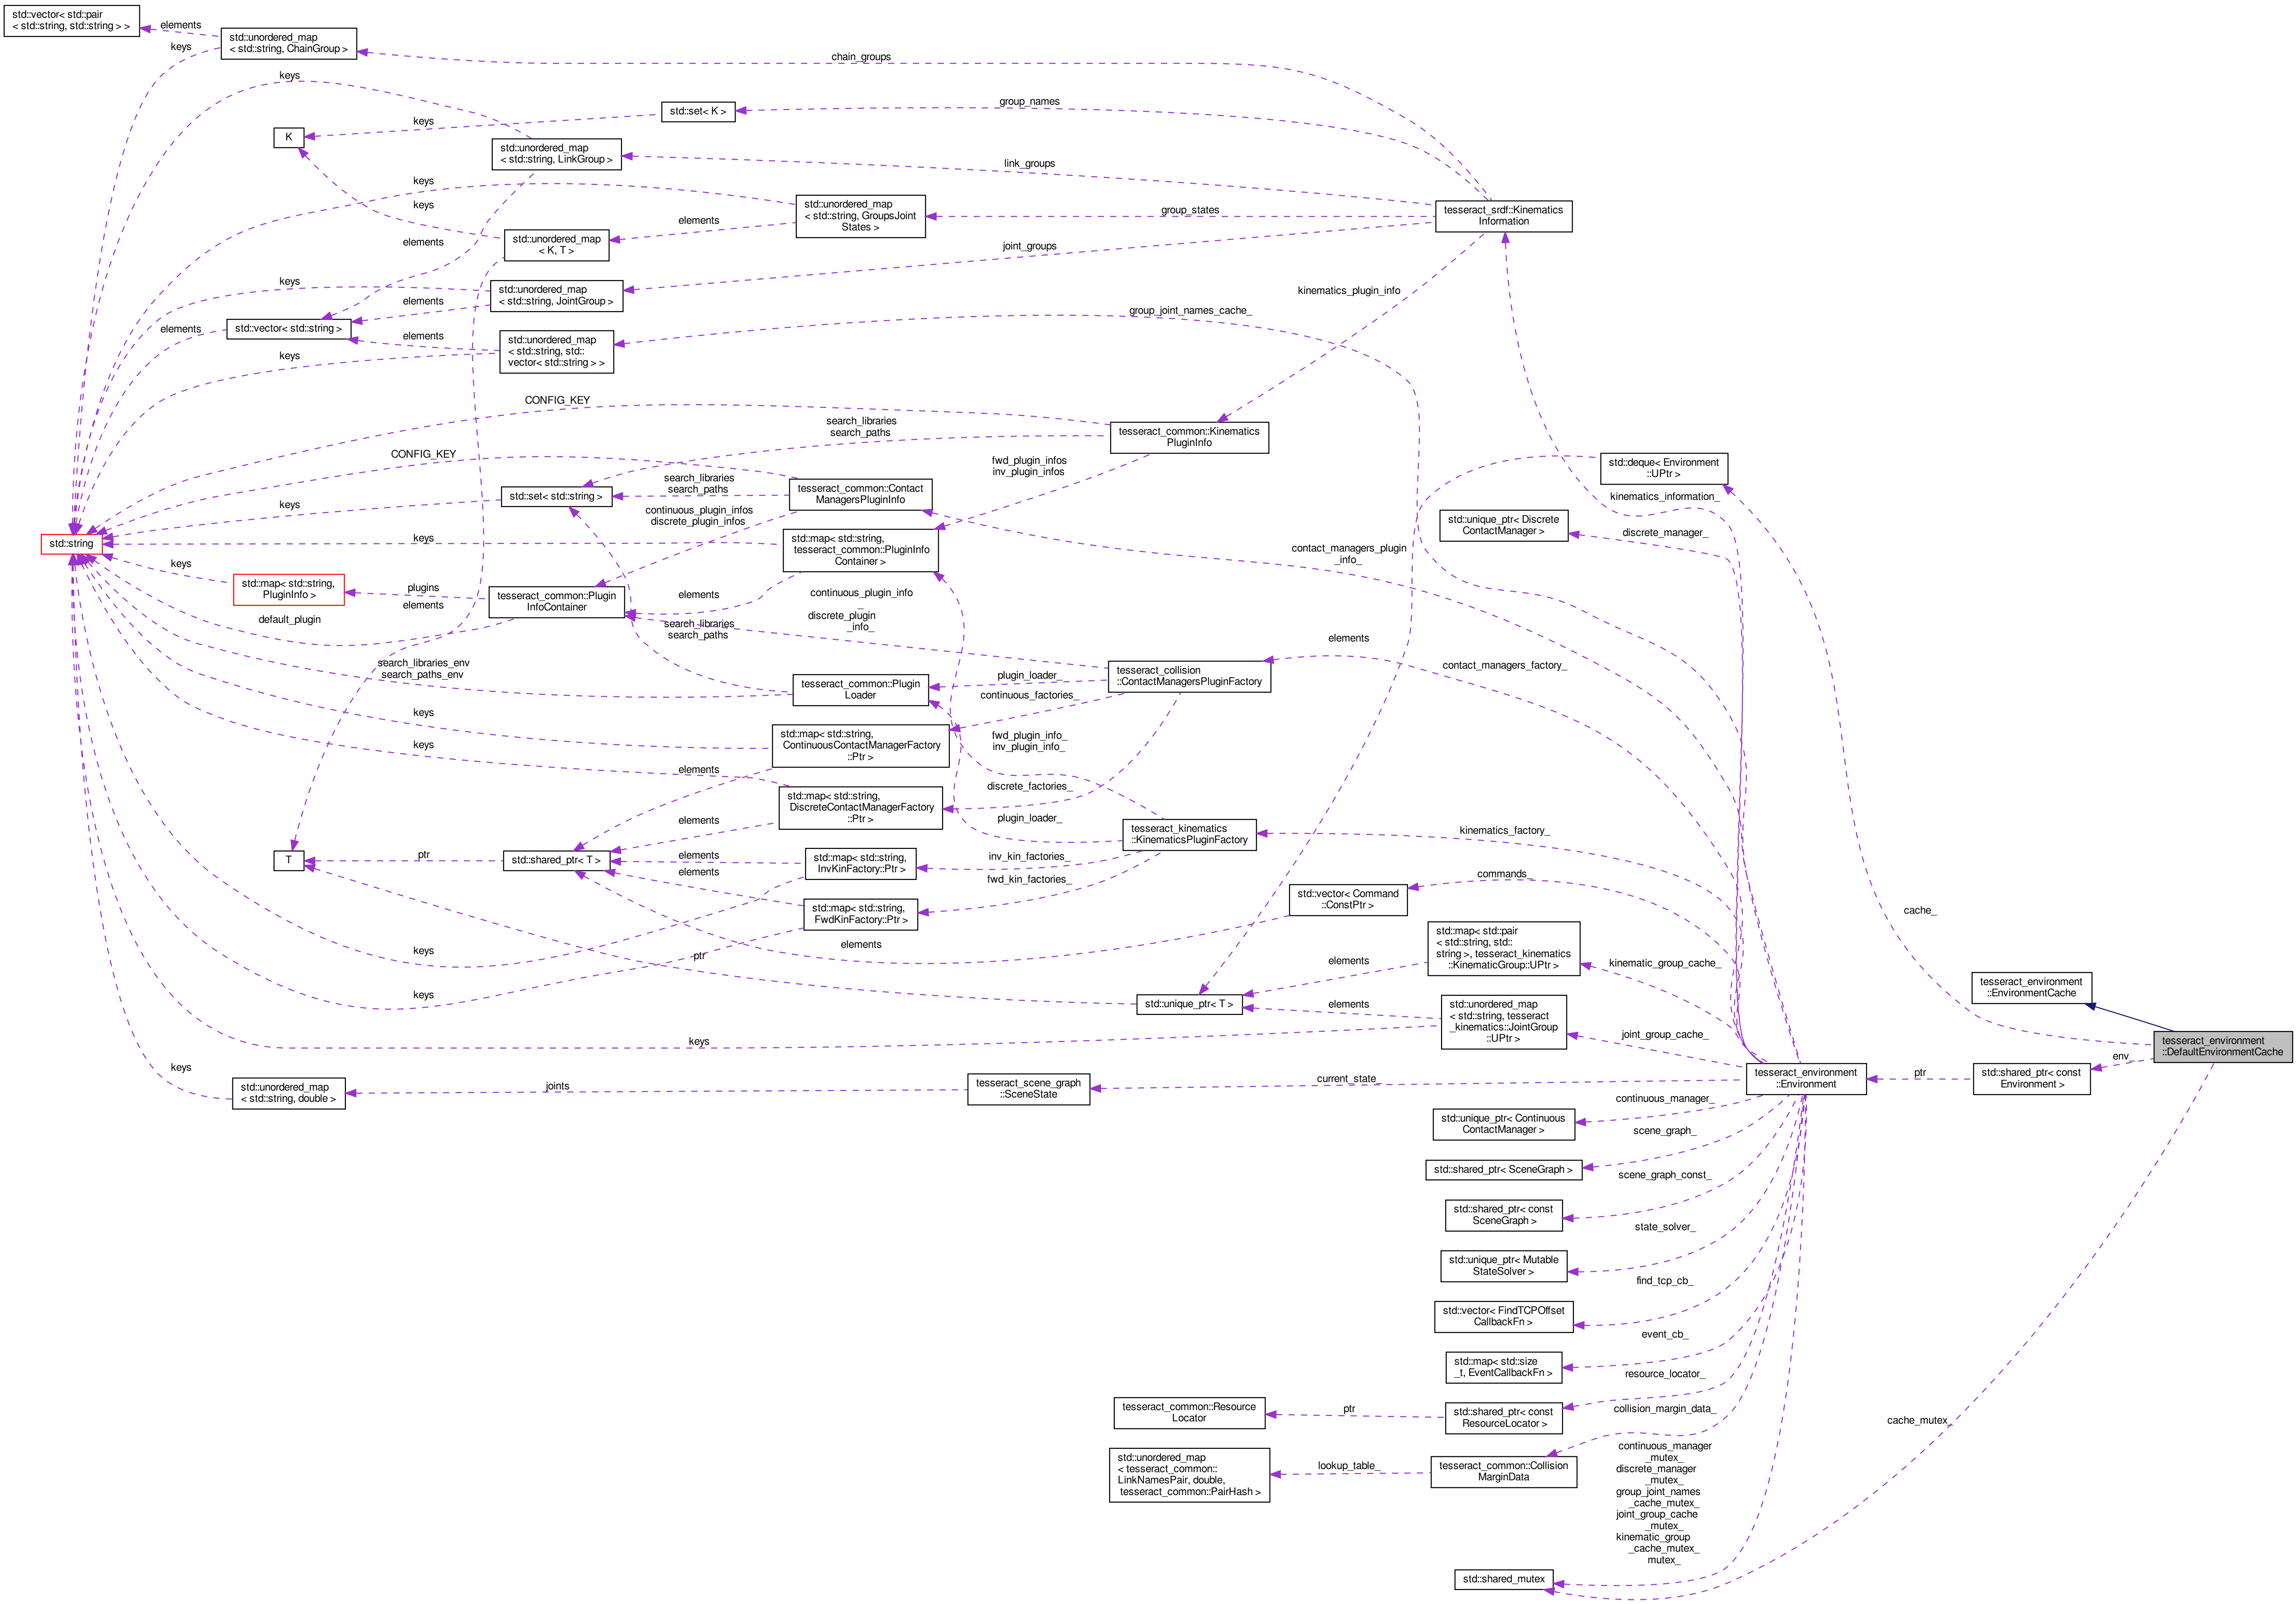 std::vector< std::pair
< std::string, std::string > >
elements
std::unordered_map
< std::string, ChainGroup >
keys
chain_groups
keys
std::set< K >
group_names
K
keys
std::unordered_map
< std::string, LinkGroup >
link_groups
keys
keys
std::unordered_map
< std::string, GroupsJoint
States >
group_states
tesseract_srdf::Kinematics
Information
elements
std::unordered_map
< K, T >
elements
joint_groups
keys
std::unordered_map
< std::string, JointGroup >
elements
kinematics_plugin_info
std::vector< std::string >
elements
group_joint_names_cache_
elements
std::unordered_map
< std::string, std::
vector< std::string > >
keys
CONFIG_KEY
search_libraries
search_paths
tesseract_common::Kinematics
PluginInfo
CONFIG_KEY
fwd_plugin_infos
inv_plugin_infos
std::deque< Environment
::UPtr >
search_libraries
search_paths
tesseract_common::Contact
ManagersPluginInfo
std::set< std::string >
keys
kinematics_information_
continuous_plugin_infos
discrete_plugin_infos
std::unique_ptr< Discrete
ContactManager >
discrete_manager_
std::string
keys
std::map< std::string,
tesseract_common::PluginInfo
Container >
contact_managers_plugin
_info_
keys
std::map< std::string,
PluginInfo >
plugins
tesseract_common::Plugin
InfoContainer
elements
continuous_plugin_info
_
discrete_plugin
_info_
elements
default_plugin
search_libraries
search_paths
elements
search_libraries_env
search_paths_env
tesseract_common::Plugin
Loader
plugin_loader_
tesseract_collision
::ContactManagersPluginFactory
contact_managers_factory_
continuous_factories_
keys
std::map< std::string,
ContinuousContactManagerFactory
::Ptr >
fwd_plugin_info_
inv_plugin_info_
keys
elements
discrete_factories_
std::map< std::string,
DiscreteContactManagerFactory
::Ptr >
elements
plugin_loader_
tesseract_kinematics
::KinematicsPluginFactory
kinematics_factory_
T
ptr
std::shared_ptr< T >
elements
std::map< std::string,
InvKinFactory::Ptr >
inv_kin_factories_
elements
fwd_kin_factories_
commands_
std::vector< Command
::ConstPtr >
std::map< std::string,
FwdKinFactory::Ptr >
cache_
keys
ptr
elements
std::map< std::pair
< std::string, std::
string >, tesseract_kinematics
::KinematicGroup::UPtr >
elements
kinematic_group_cache_
keys
std::unique_ptr< T >
elements
std::unordered_map
< std::string, tesseract
_kinematics::JointGroup
::UPtr >
joint_group_cache_
tesseract_environment
::EnvironmentCache
keys
tesseract_environment
::DefaultEnvironmentCache
env_
keys
std::unordered_map
< std::string, double >
joints
tesseract_scene_graph
::SceneState
current_state_
tesseract_environment
::Environment
ptr
std::shared_ptr< const
Environment >
continuous_manager_
std::unique_ptr< Continuous
ContactManager >
scene_graph_
std::shared_ptr< SceneGraph >
scene_graph_const_
std::shared_ptr< const
SceneGraph >
state_solver_
std::unique_ptr< Mutable
StateSolver >
find_tcp_cb_
std::vector< FindTCPOffset
CallbackFn >
event_cb_
std::map< std::size
_t, EventCallbackFn >
resource_locator_
tesseract_common::Resource
Locator
ptr
std::shared_ptr< const
ResourceLocator >
collision_margin_data_
cache_mutex_
std::unordered_map
< tesseract_common::
LinkNamesPair, double,
tesseract_common::PairHash >
lookup_table_
tesseract_common::Collision
MarginData
continuous_manager
_mutex_
discrete_manager
_mutex_
group_joint_names
_cache_mutex_
joint_group_cache
_mutex_
kinematic_group
_cache_mutex_
mutex_
std::shared_mutex